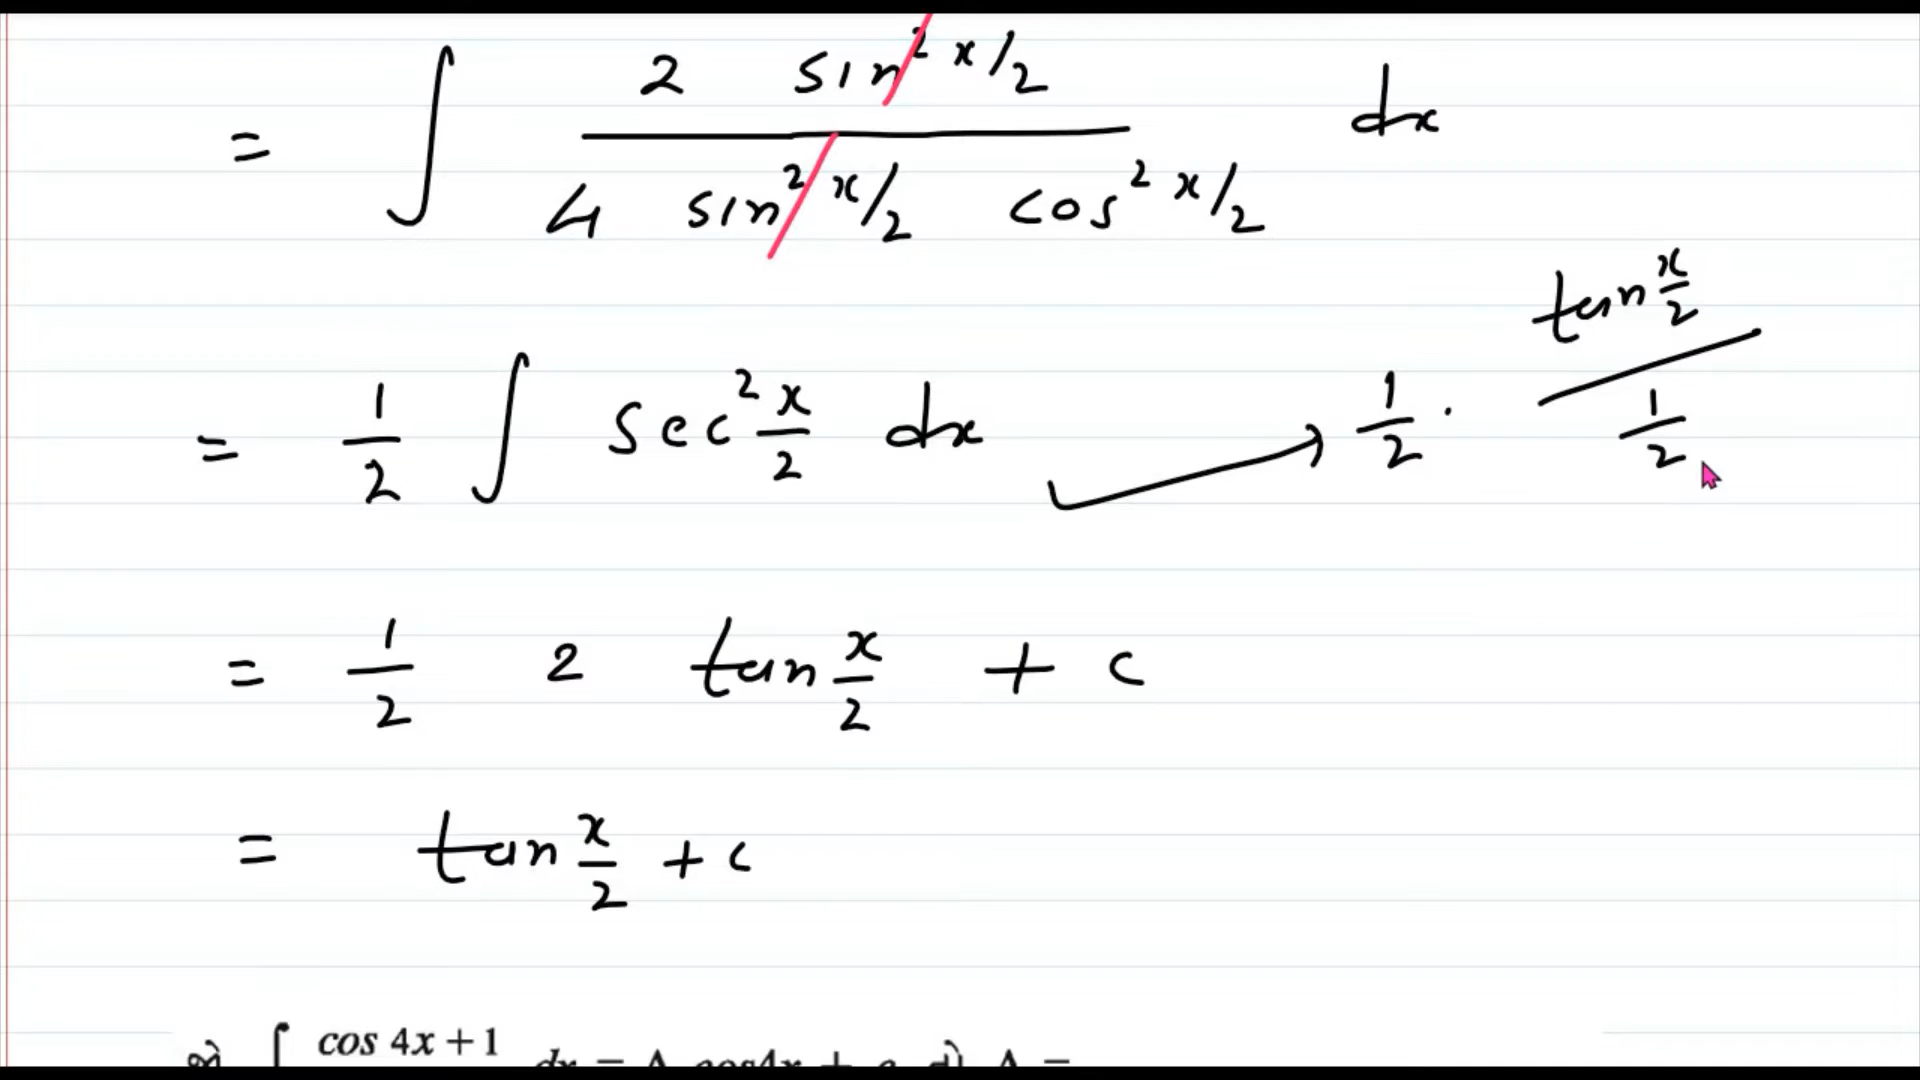 = ∫ 2 sin² x/2 / 4 sin² x/2 cos² x/2 dx
= 1/2 ∫ sec² x/2 dx → 1/2 · tan x/2 / 1/2
= 1/2 2 tan x/2 + c
= tan x/2 + c
∫ cos 4x + 1